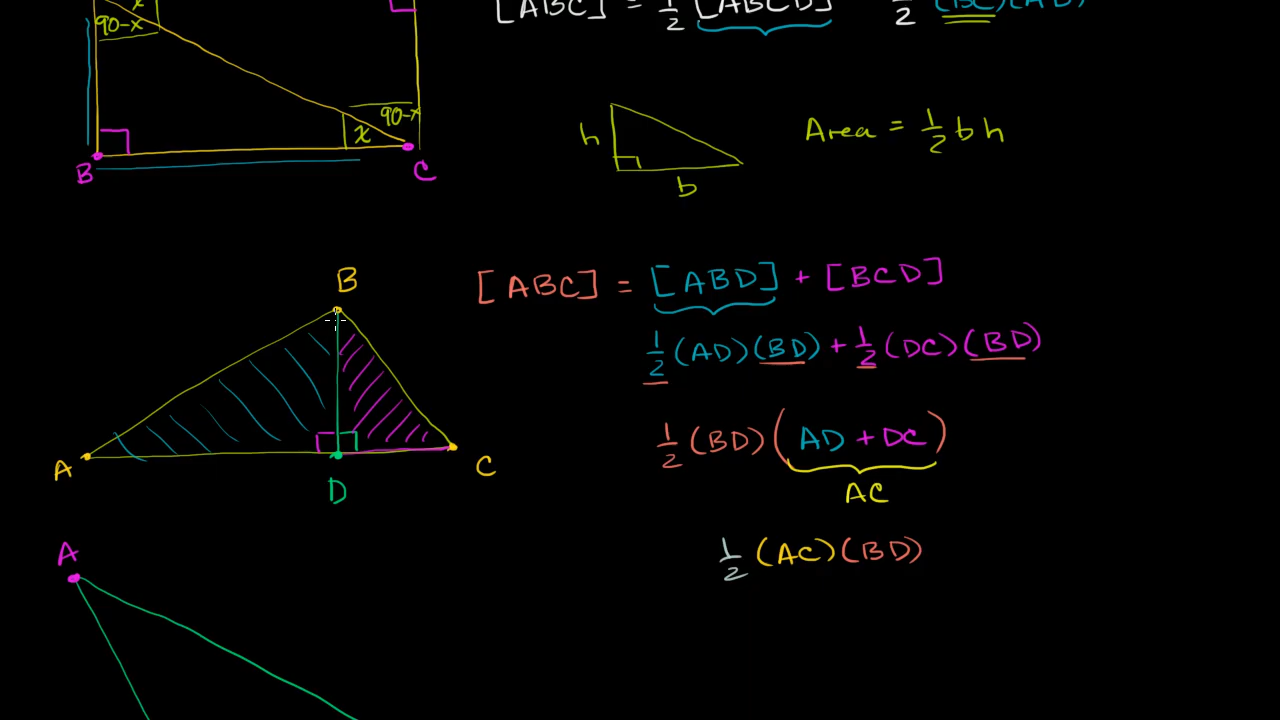 x
90-x
90-x
x
B
C
[ABC] = 1/2 [ABCD]
1/2 (BC)(AD)
h
b
Area = 1/2 b h
B
A
D
C
[ABC] = [ABD] + [BCD]
1/2 (AD)(BD) + 1/2 (DC)(BD)
1/2 (BD)(AD + DC)
AC
1/2 (AC)(BD)
A